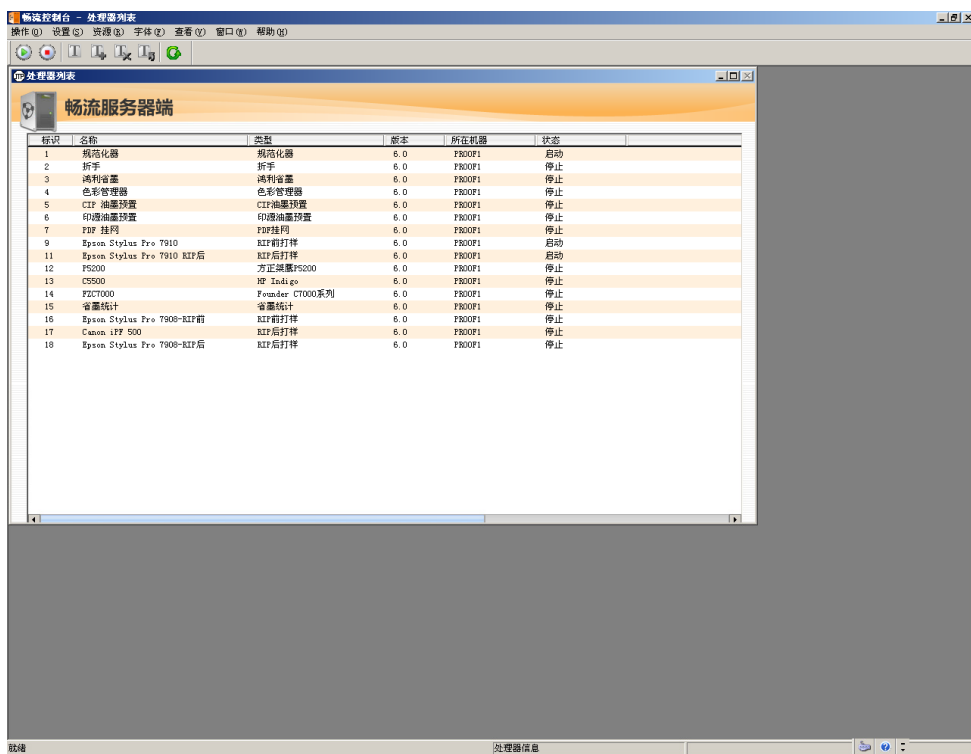 畅流控制台 - 处理器列表
操作(O) 设置(S) 资源(R) 字体(F) 查看(V) 窗口(W) 帮助(H)
处理器列表
畅流服务器端
标识 名称 类型 版本 所在机器 状态
1 规范化器 规范化器 6.0 PROOF1 启动
2 折手 折手 6.0 PROOF1 停止
3 鸿利省墨 鸿利省墨 6.0 PROOF1 停止
4 色彩管理器 色彩管理器 6.0 PROOF1 停止
5 CIP 油墨预置 CIP油墨预置 6.0 PROOF1 停止
6 印源油墨预置 印源油墨预置 6.0 PROOF1 停止
7 PDF 挂网 PDF挂网 6.0 PROOF1 停止
9 Epson Stylus Pro 7910 RIP前打样 6.0 PROOF1 启动
11 Epson Stylus Pro 7910 RIP后 RIP后打样 6.0 PROOF1 启动
12 P5200 方正桀鹰P5200 6.0 PROOF1 停止
13 C5500 HP Indigo 6.0 PROOF1 停止
14 FZC7000 Founder C7000系列 6.0 PROOF1 停止
15 省墨统计 省墨统计 6.0 PROOF1 停止
16 Epson Stylus Pro 7908-RIP前 RIP前打样 6.0 PROOF1 停止
17 Canon iPF 500 RIP后打样 6.0 PROOF1 停止
18 Epson Stylus Pro 7908-RIP后 RIP后打样 6.0 PROOF1 停止
就绪 处理器信息